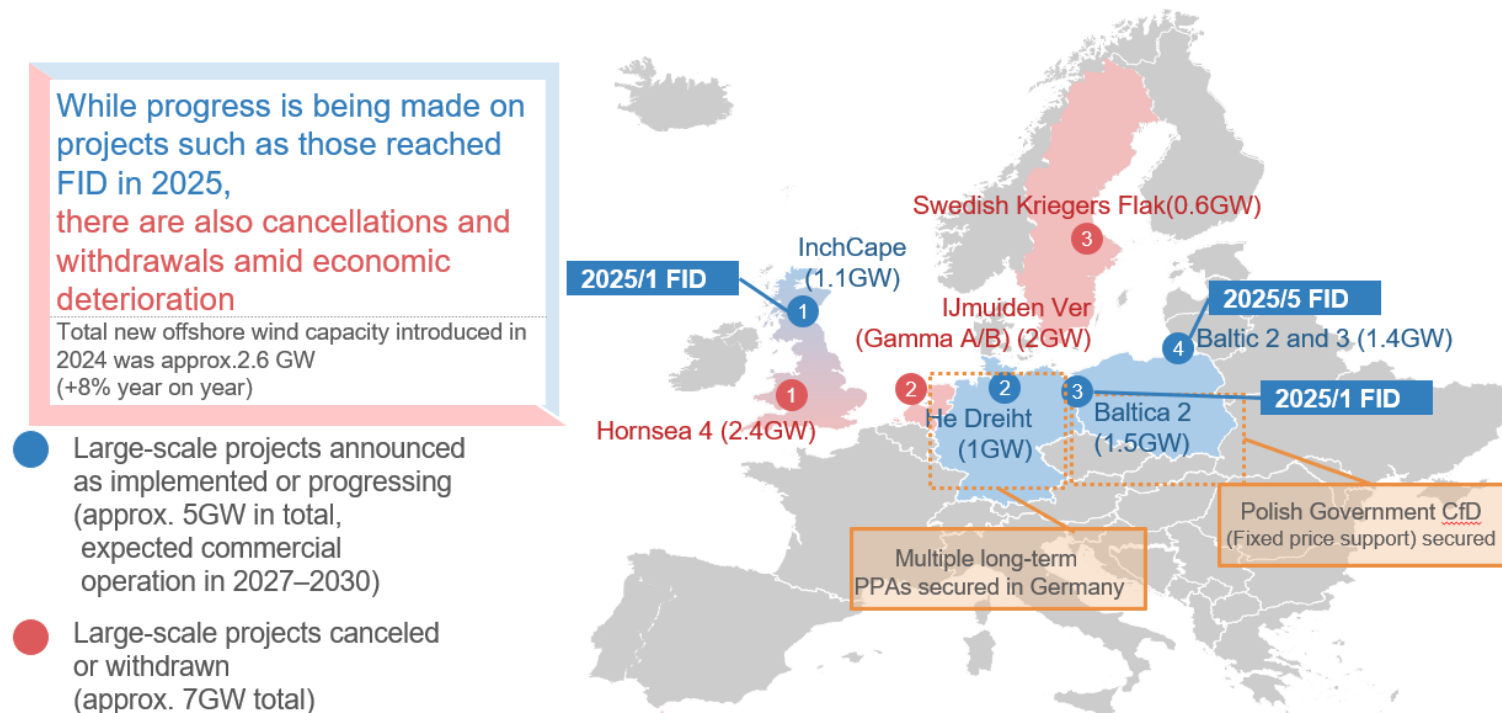 While progress is being made on
projects such as those reached
FID in 2025,
there are also cancellations and
withdrawals amid economic
deterioration
Total new offshore wind capacity introduced in
2024 was approx.2.6 GW
(+8% year on year)
Large-scale projects announced
as implemented or progressing
(approx. 5GW in total,
expected commercial
operation in 2027–2030)
Large-scale projects canceled
or withdrawn
(approx. 7GW total)
Swedish Kriegers Flak(0.6GW)
3
InchCape
(1.1GW)
2025/1 FID
1
IJmuiden Ver
(Gamma A/B) (2GW)
2025/5 FID
4
Baltic 2 and 3 (1.4GW)
1
Hornsea 4 (2.4GW)
2
2
He Dreiht
(1GW)
3
2025/1 FID
Baltica 2
(1.5GW)
Multiple long-term
PPAs secured in Germany
Polish Government CfD
(Fixed price support) secured